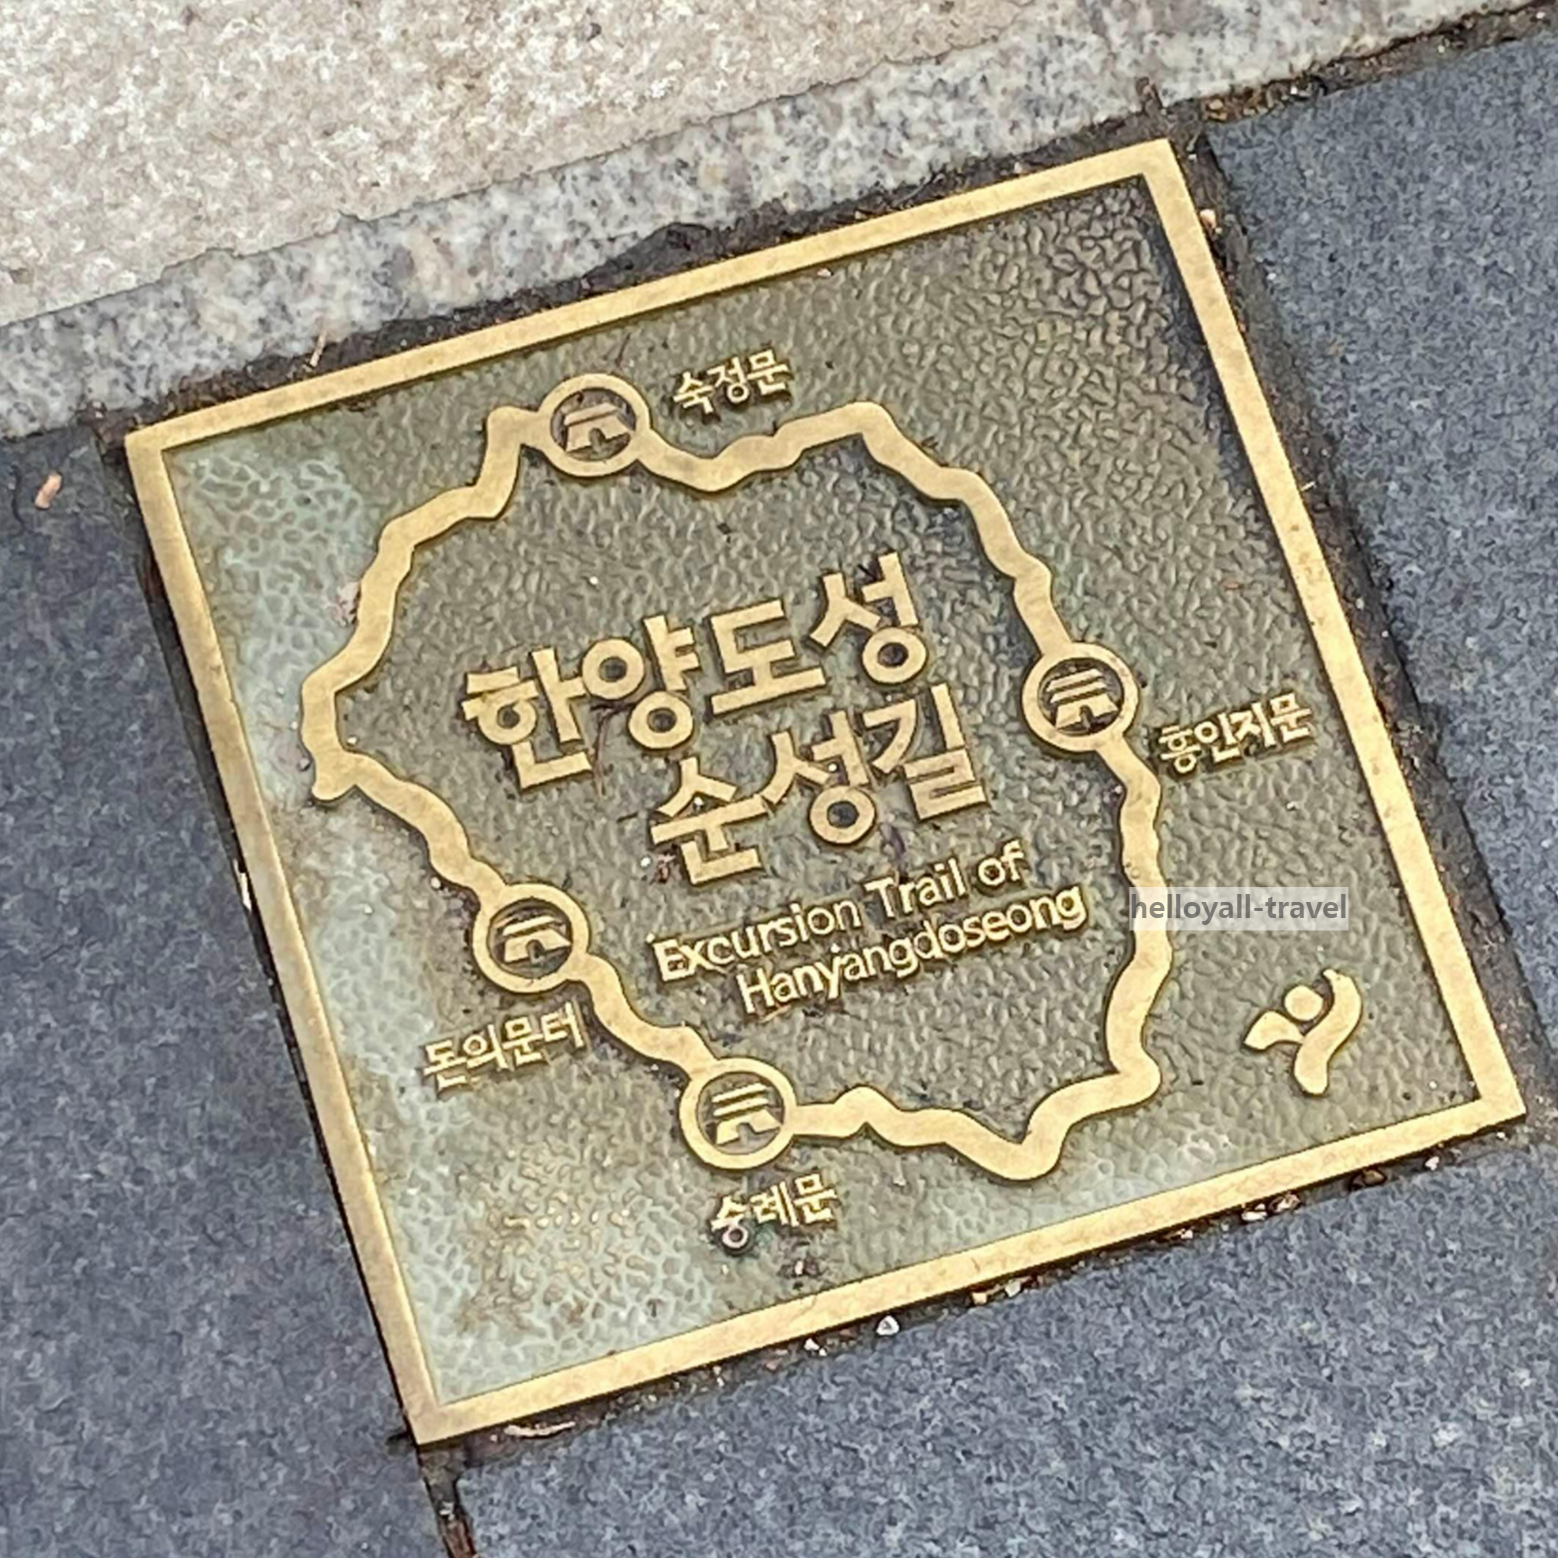 숙정문
한양도성
순성길
흥인지문
Excursion Trail of
Hanyangdoseong
helloyall-travel
돈의문터
숭례문